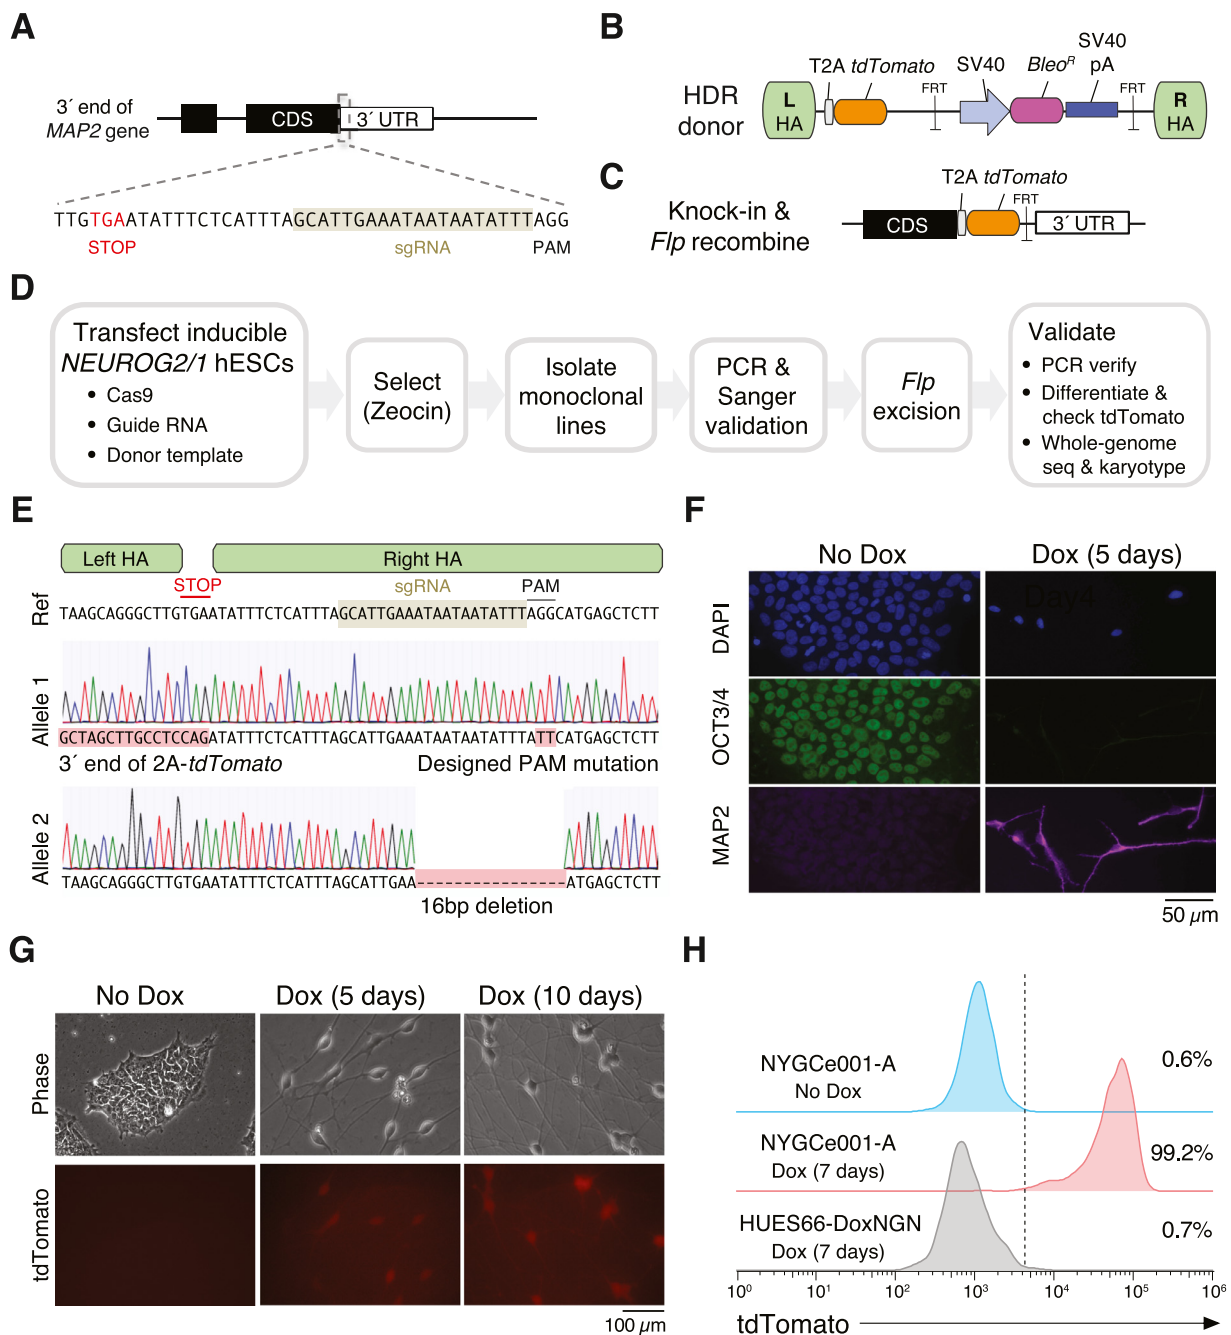 A
3´ end of
MAP2 gene
CDS
3´ UTR
TTGTGAATATTTCTCATTTAGCATTGAAATAATAATATTTAGG
STOP
sgRNA
PAM
B
HDR
donor
L
HA
T2A tdTomato
FRT
SV40
BleoR
SV40
pA
FRT
R
HA
C
Knock-in &
Flp recombine
T2A tdTomato
FRT
CDS
3´ UTR
D
Transfect inducible
NEUROG2/1 hESCs
• Cas9
• Guide RNA
• Donor template
Select
(Zeocin)
Isolate
monoclonal
lines
PCR &
Sanger
validation
Flp
excision
Validate
• PCR verify
• Differentiate &
check tdTomato
• Whole-genome
seq & karyotype
E
Left HA
Right HA
STOP
sgRNA
PAM
Ref
TAAGCAGGGCTTGTGAATATTTCTCATTTAGCATTGAAATAATAATATTTAGGCATGAGCTCTT
Allele 1
GCTAGCTTGCCTCCAGATATTTCTCATTTAGCATTGAAATAATAATATTTATTCATGAGCTCTT
3´ end of 2A-tdTomato
Designed PAM mutation
Allele 2
TAAGCAGGGCTTGTGAATATTTCTCATTTAGCATTGAA----------------ATGAGCTCTT
16bp deletion
F
No Dox
Dox (5 days)
DAPI
Day4
OCT3/4
MAP2
50 µm
G
No Dox
Dox (5 days)
Dox (10 days)
Phase
tdTomato
100 µm
H
NYGCe001-A
No Dox
0.6%
NYGCe001-A
Dox (7 days)
99.2%
HUES66-DoxNGN
Dox (7 days)
0.7%
10⁰ 10¹ 10² 10³ 10⁴ 10⁵ 10⁶
tdTomato